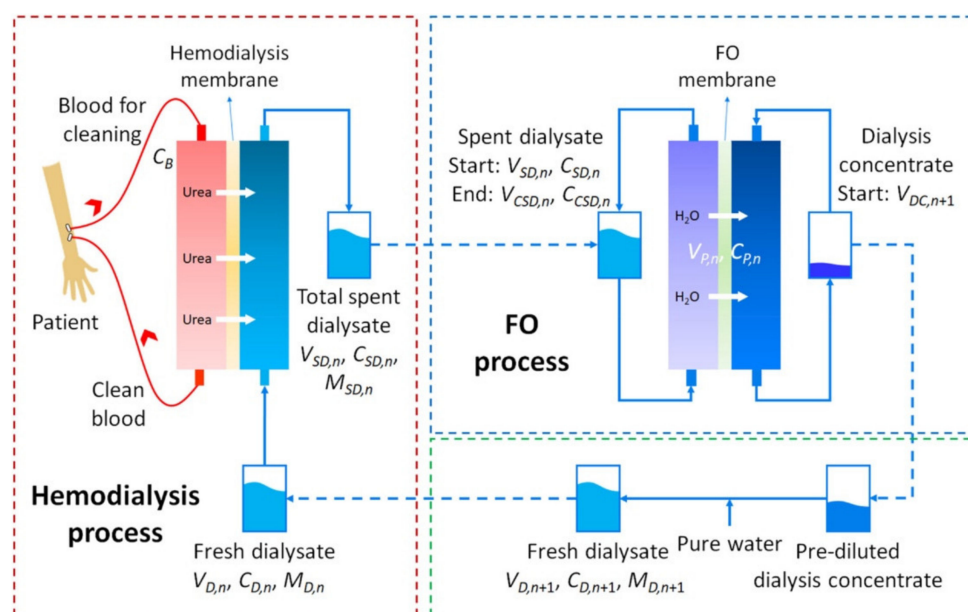 Hemodialysis
membrane
Blood for
cleaning
C_B
Urea
Urea
Urea
Patient
Clean
blood
Total spent
dialysate
V_SD,n, C_SD,n,
M_SD,n
Hemodialysis
process
Fresh dialysate
V_D,n, C_D,n, M_D,n
FO
membrane
Spent dialysate
Start: V_SD,n, C_SD,n
End: V_CSD,n, C_CSD,n
H₂O
V_P,n, C_P,n
H₂O
Dialysis
concentrate
Start: V_DC,n+1
FO
process
Fresh dialysate
V_D,n+1, C_D,n+1, M_D,n+1
Pure water
Pre-diluted
dialysis concentrate